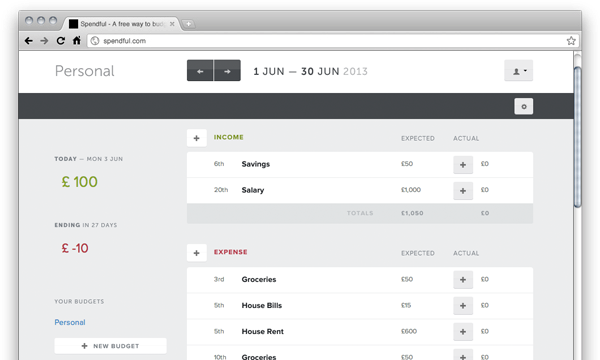 Spendful - A free way to bud
spendful.com
Personal
1 JUN — 30 JUN 2013
INCOME EXPECTED ACTUAL
TODAY — MON 3 JUN
£ 100
6th Savings £50 £0
20th Salary £1,000 £0
TOTALS £1,050 £0
ENDING IN 27 DAYS
£ -10
EXPENSE EXPECTED ACTUAL
3rd Groceries £50 £0
5th House Bills £15 £0
5th House Rent £600 £0
10th Groceries £50 £0
YOUR BUDGETS
Personal
NEW BUDGET